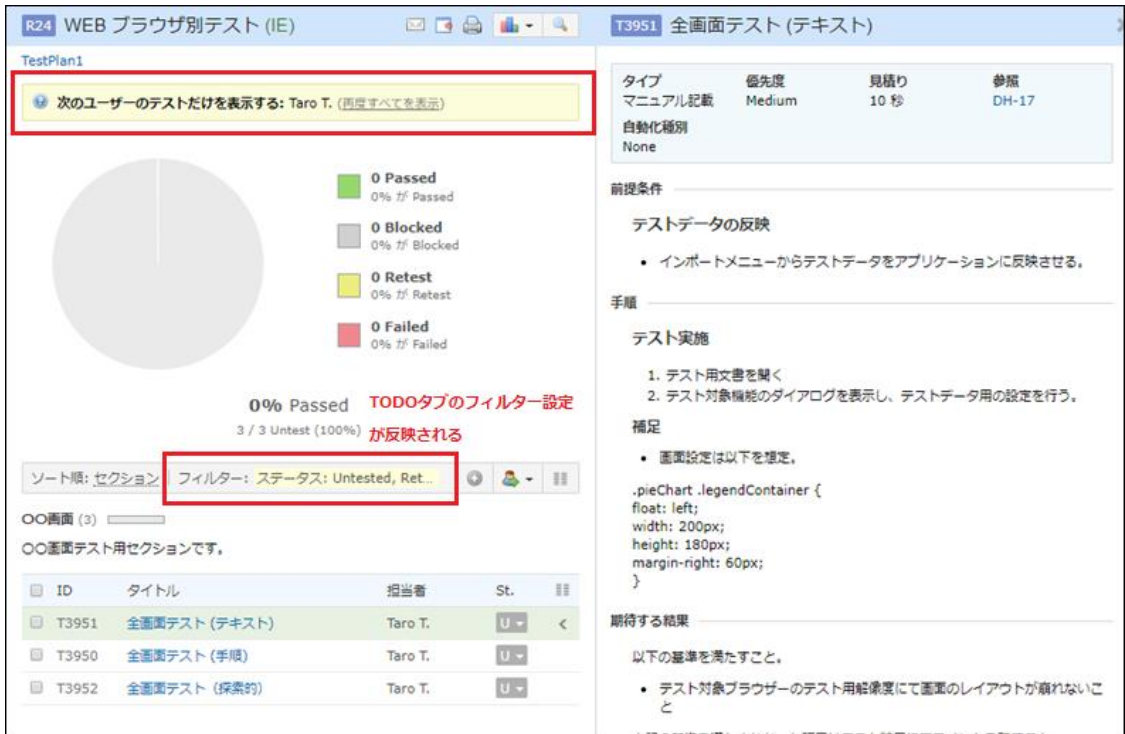 R24 WEB ブラウザ別テスト (IE)
TestPlan1
次のユーザーのテストだけを表示する: Taro T. (再度すべてを表示)
0 Passed
0% が Passed
0 Blocked
0% が Blocked
0 Retest
0% が Retest
0 Failed
0% が Failed
0% Passed
3 / 3 Untest (100%)
TODOタブのフィルター設定
が反映される
ソート順: セクション | フィルター: ステータス: Untested, Ret...
〇〇画面 (3)
〇〇画面テスト用セクションです。
ID タイトル 担当者 St.
T3951 全画面テスト (テキスト) Taro T. U
T3950 全画面テスト (手順) Taro T. U
T3952 全画面テスト (探索的) Taro T. U
T3951 全画面テスト (テキスト)
タイプ 優先度 見積り 参照
マニュアル記載 Medium 10 秒 DH-17
自動化種別
None
前提条件
テストデータの反映
• インポートメニューからテストデータをアプリケーションに反映させる。
手順
テスト実施
1. テスト用文書を開く
2. テスト対象機能のダイアログを表示し、テストデータ用の設定を行う。
補足
• 画面設定は以下を想定。
.pieChart .legendContainer {
float: left;
width: 200px;
height: 180px;
margin-right: 60px;
}
期待する結果
以下の基準を満たすこと。
• テスト対象ブラウザーのテスト用解像度にて画面のレイアウトが崩れないこ
と